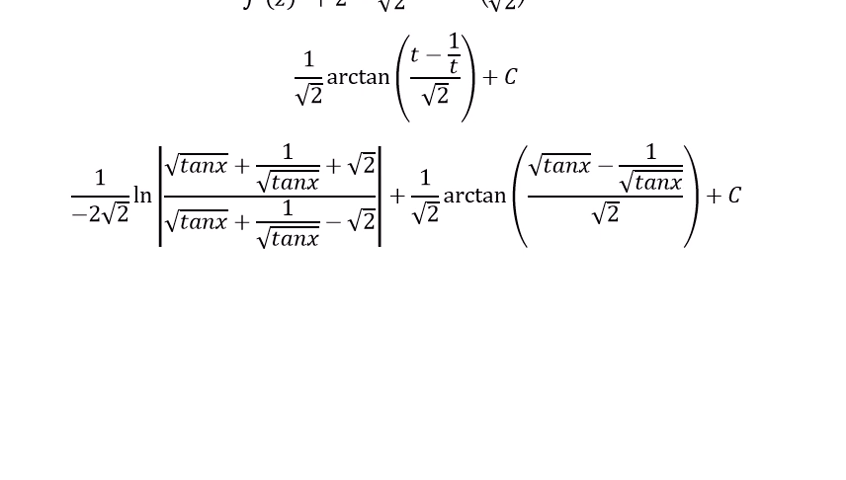 1/√2 arctan((t − 1/t)/√2) + C
1/(−2√2) ln|(√tanx + 1/√tanx + √2)/(√tanx + 1/√tanx − √2)| + 1/√2 arctan((√tanx − 1/√tanx)/√2) + C